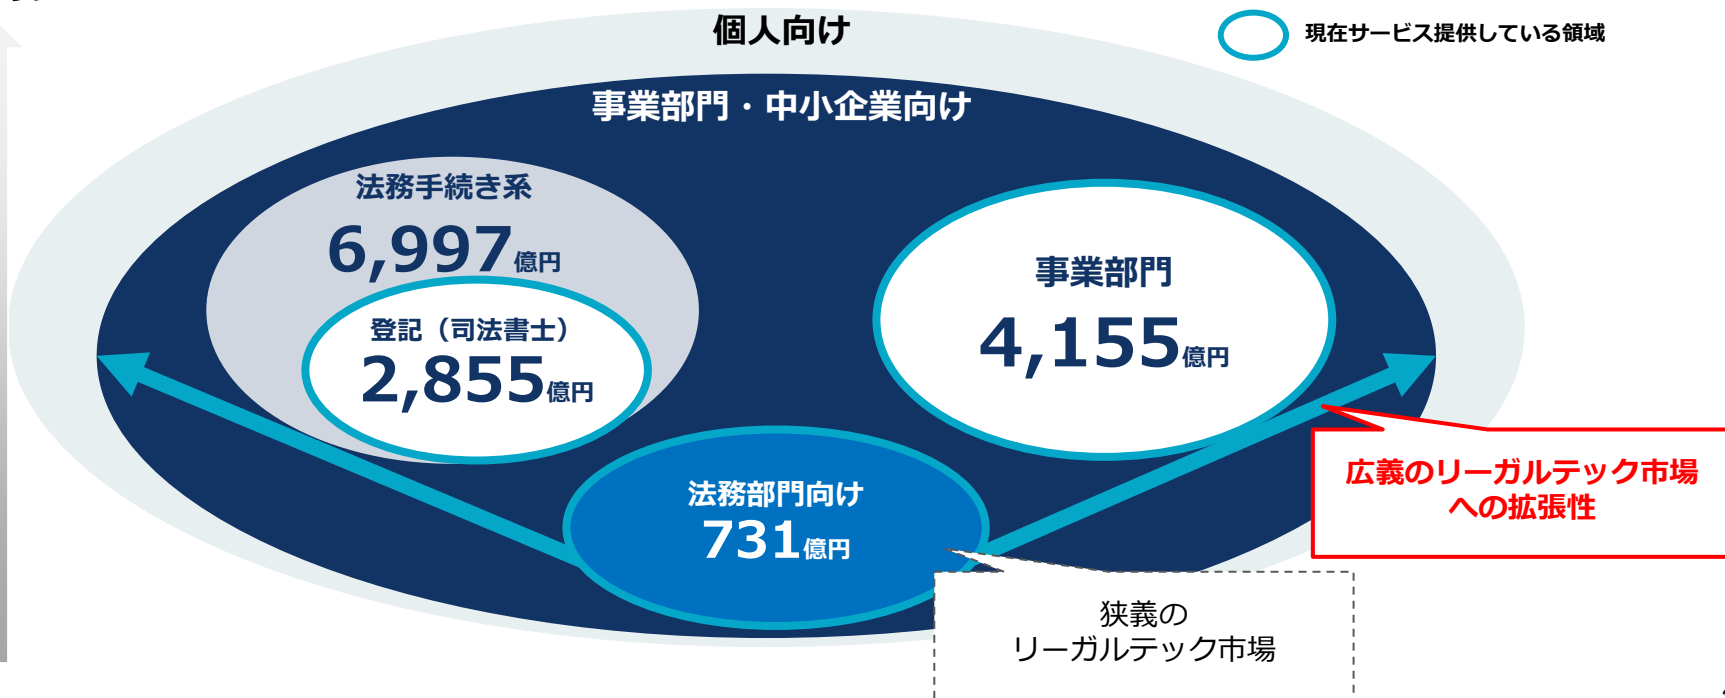 個人向け
現在サービス提供している領域
事業部門・中小企業向け
法務手続き系
6,997億円
登記（司法書士）
2,855億円
事業部門
4,155億円
法務部門向け
731億円
広義のリーガルテック市場
への拡張性
狭義の
リーガルテック市場